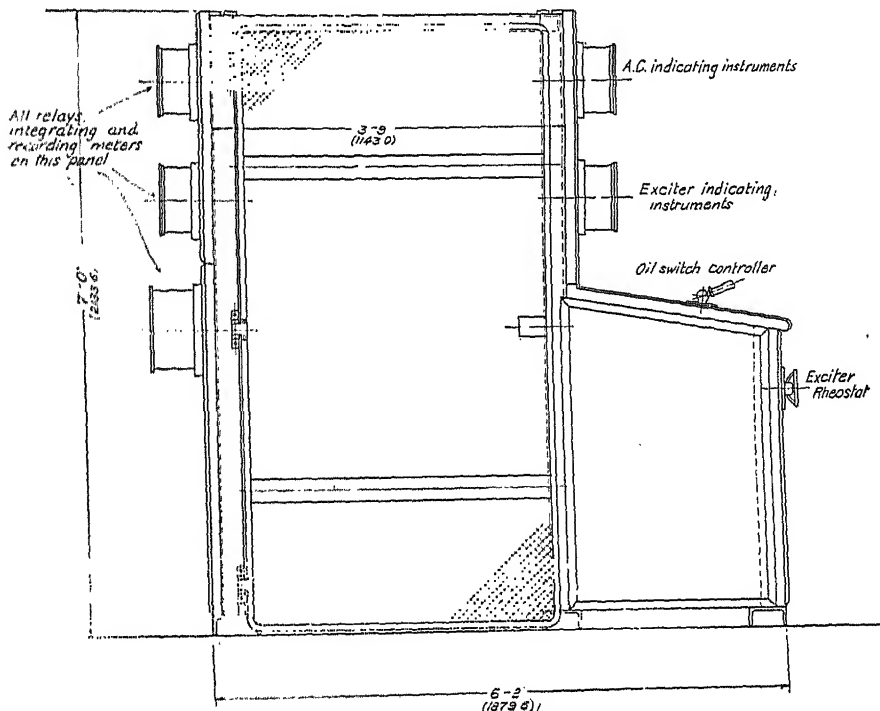 A.C. indicating instruments
All relays,
integrating and
recording meters
on this panel
3-9
(1143.0)
Exciter indicating,
instruments
Oil switch controller
7-0
(2133.6)
Exciter
Rheostat
6-2
(1879.6)